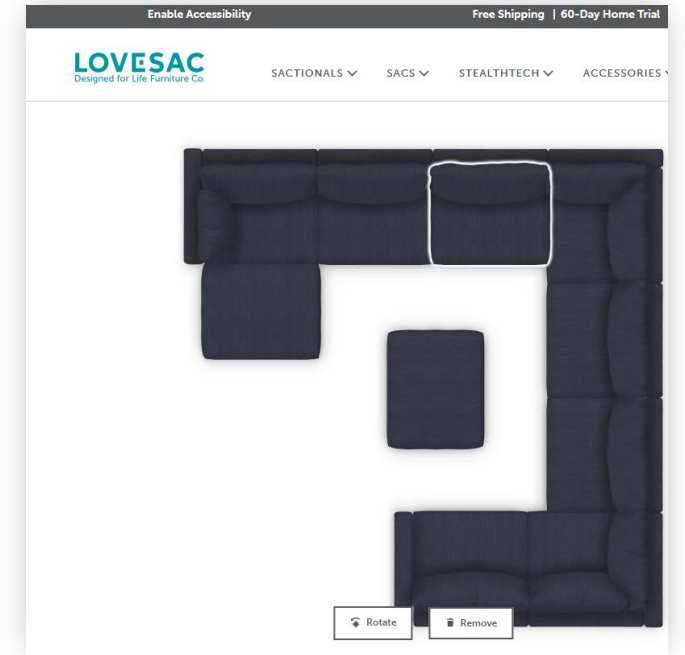 Enable Accessibility
Free Shipping | 60-Day Home Trial
LOVESAC
Designed for Life Furniture Co.
SACTIONALS
SACS
STEALTHTECH
ACCESSORIES
Rotate
Remove